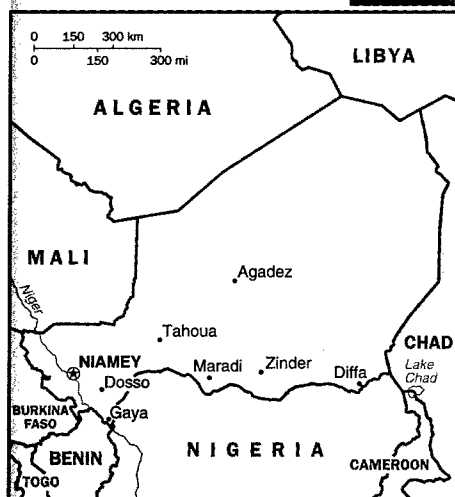 0 150 300 km
0 150 300 mi
LIBYA
ALGERIA
MALI
Niger
Agadez
Tahoua
NIAMEY
Maradi
Zinder
Diffa
CHAD
Lake
Chad
Dosso
Gaya
BURKINA
FASO
BENIN
NIGERIA
CAMEROON
TOGO